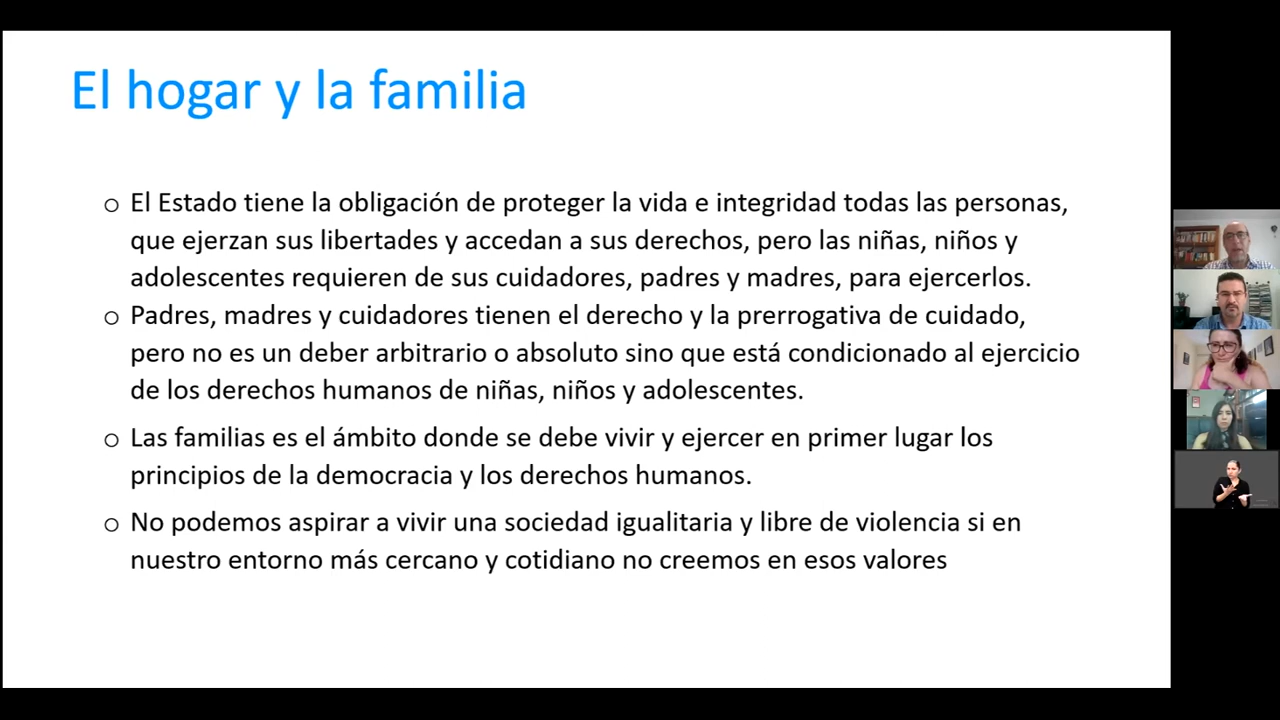 El hogar y la familia
o El Estado tiene la obligación de proteger la vida e integridad todas las personas,
que ejerzan sus libertades y accedan a sus derechos, pero las niñas, niños y
adolescentes requieren de sus cuidadores, padres y madres, para ejercerlos.
o Padres, madres y cuidadores tienen el derecho y la prerrogativa de cuidado,
pero no es un deber arbitrario o absoluto sino que está condicionado al ejercicio
de los derechos humanos de niñas, niños y adolescentes.
o Las familias es el ámbito donde se debe vivir y ejercer en primer lugar los
principios de la democracia y los derechos humanos.
o No podemos aspirar a vivir una sociedad igualitaria y libre de violencia si en
nuestro entorno más cercano y cotidiano no creemos en esos valores